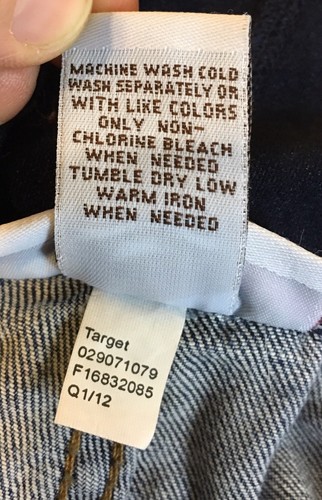 MACHINE WASH COLD
WASH SEPARATELY OR
WITH LIKE COLORS
ONLY NON-
CHLORINE BLEACH
WHEN NEEDED
TUMBLE DRY LOW
WARM IRON
WHEN NEEDED
Target
029071079
F16832085
Q1/12